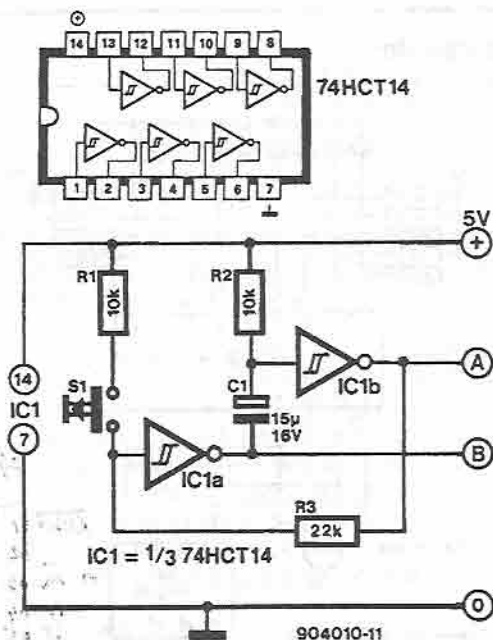 ⊕
14 13 12 11 10 9 8
74HCT14
1 2 3 4 5 6 7
5V
+
R1
10k
R2
10k
A
IC1b
14
IC1
7
S1
C1
15µ
16V
B
IC1a
R3
22k
IC1 = 1/3 74HCT14
0
904010-11